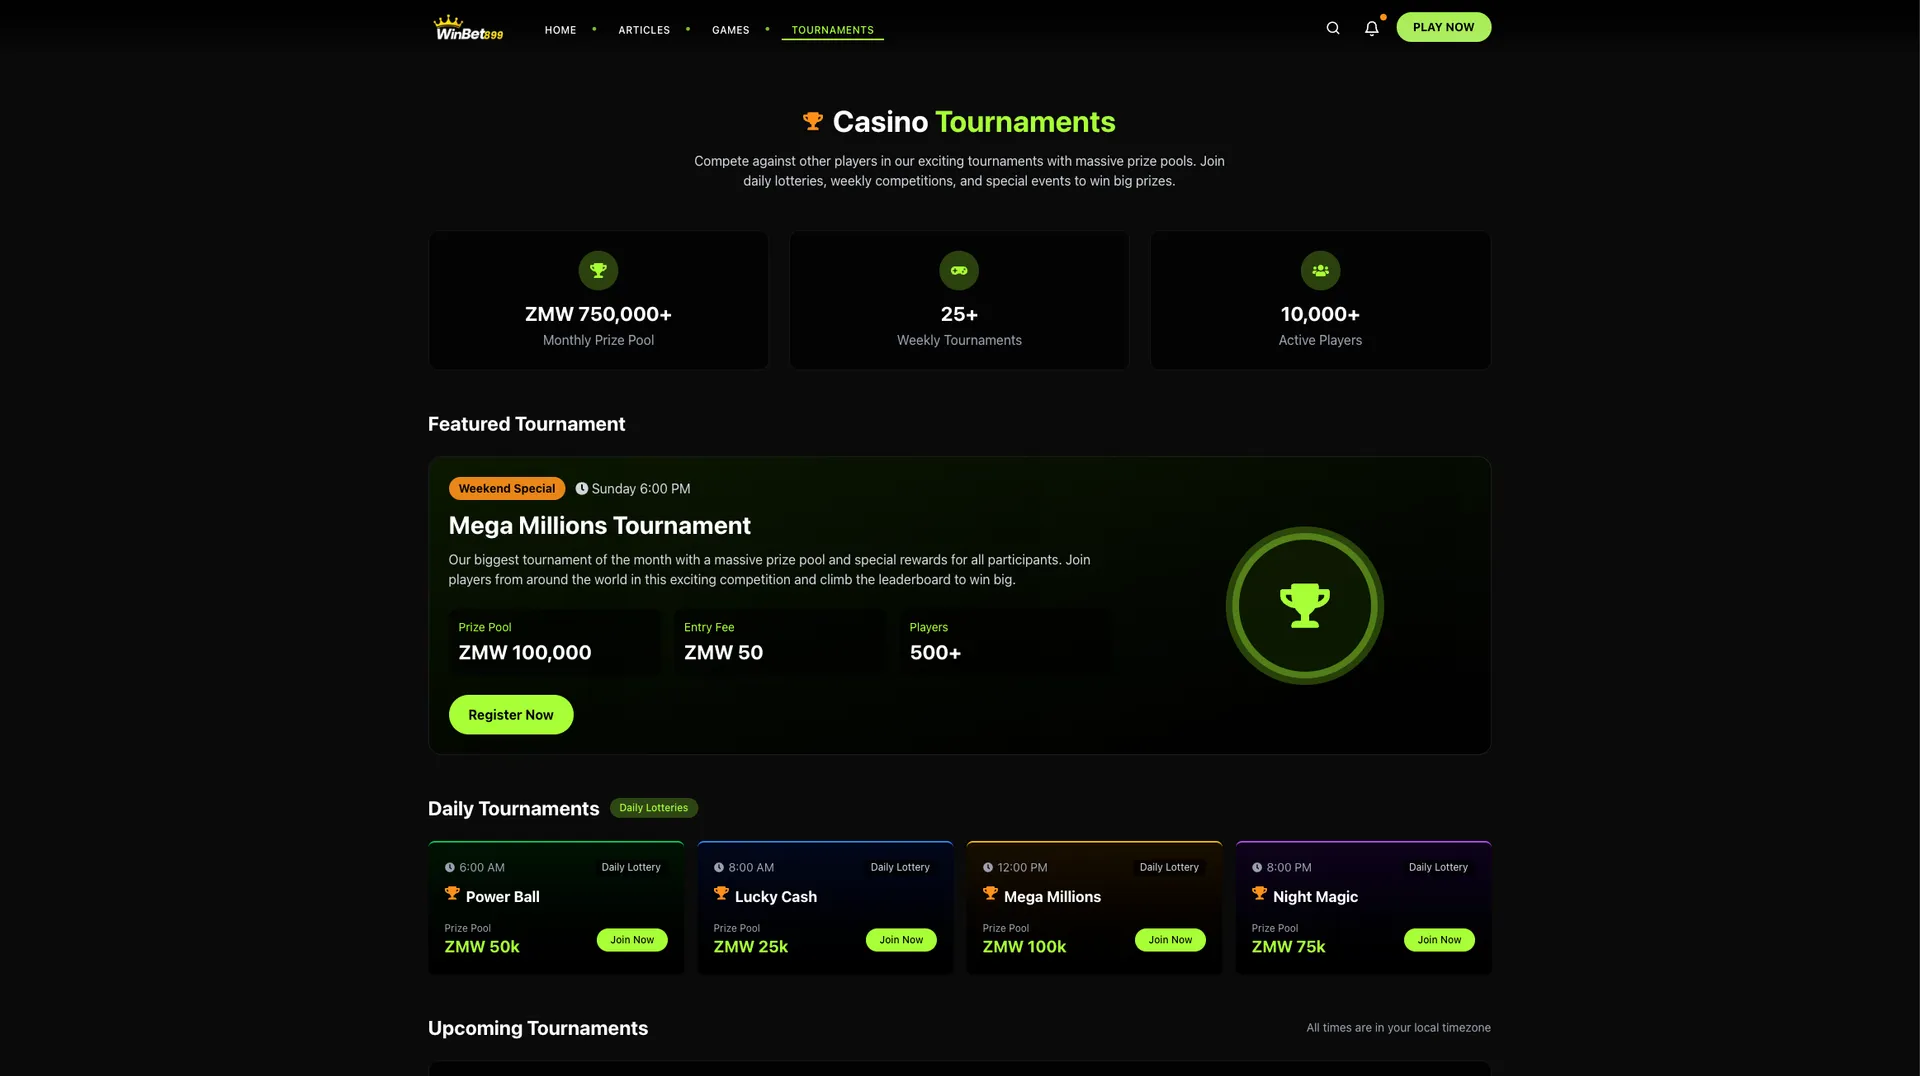 WinBet899
HOME
ARTICLES
GAMES
TOURNAMENTS
PLAY NOW
Casino Tournaments
Compete against other players in our exciting tournaments with massive prize pools. Join
daily lotteries, weekly competitions, and special events to win big prizes.
ZMW 750,000+
Monthly Prize Pool
25+
Weekly Tournaments
10,000+
Active Players
Featured Tournament
Weekend Special
Sunday 6:00 PM
Mega Millions Tournament
Our biggest tournament of the month with a massive prize pool and special rewards for all participants. Join
players from around the world in this exciting competition and climb the leaderboard to win big.
Prize Pool
ZMW 100,000
Entry Fee
ZMW 50
Players
500+
Register Now
Daily Tournaments
Daily Lotteries
6:00 AM
Daily Lottery
Power Ball
Prize Pool
ZMW 50k
Join Now
8:00 AM
Daily Lottery
Lucky Cash
Prize Pool
ZMW 25k
Join Now
12:00 PM
Daily Lottery
Mega Millions
Prize Pool
ZMW 100k
Join Now
8:00 PM
Daily Lottery
Night Magic
Prize Pool
ZMW 75k
Join Now
Upcoming Tournaments
All times are in your local timezone